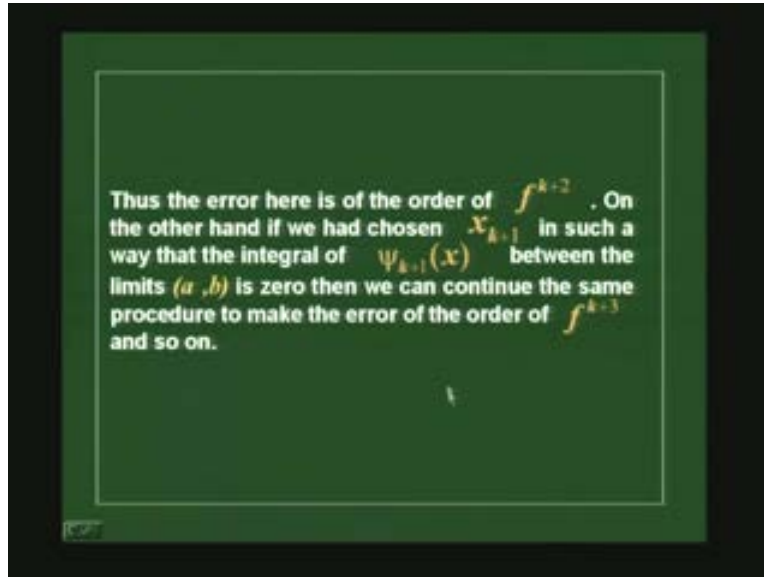 Thus the error here is of the order of f^{k+2} . On
the other hand if we had chosen x_{k+1} in such a
way that the integral of ψ_{k+1}(x) between the
limits (a ,b) is zero then we can continue the same
procedure to make the error of the order of f^{k+3}
and so on.